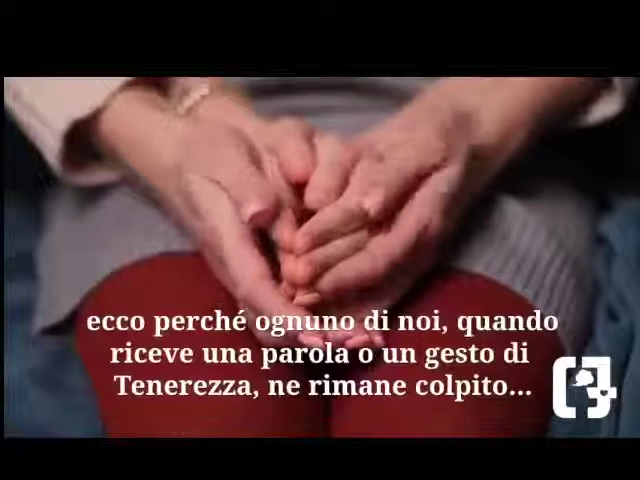 ecco perché ognuno di noi, quando
riceve una parola o un gesto di
Tenerezza, ne rimane colpito...